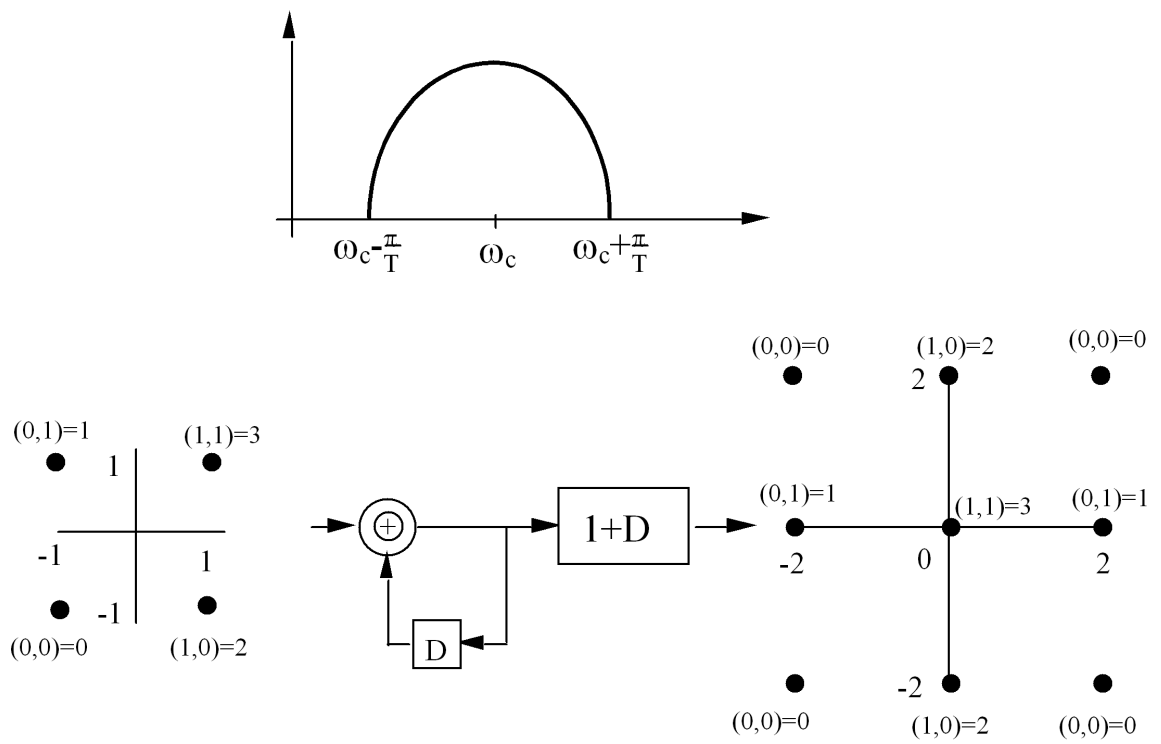 ωc-π/T ωc ωc+π/T
(0,0)=0 (1,0)=2 (0,0)=0
2
(0,1)=1 (1,1)=3
1
(0,1)=1 (1,1)=3 (0,1)=1
+ 1+D
-1 1 -2 0 2
-1
(0,0)=0 (1,0)=2
D
-2
(0,0)=0 (1,0)=2 (0,0)=0